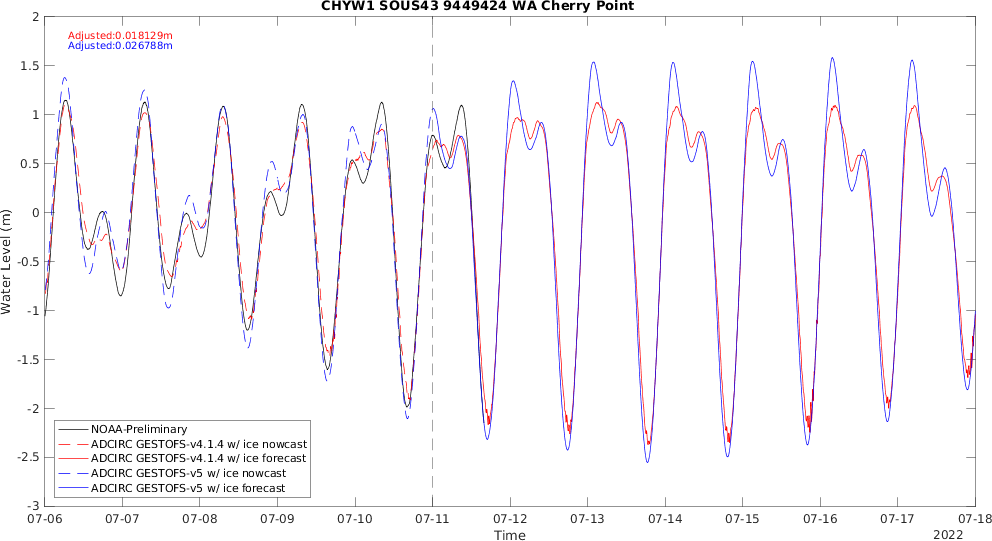 CHYW1 SOUS43 9449424 WA Cherry Point
Adjusted:0.018129m
Adjusted:0.026788m
2
1.5
1
0.5
0
-0.5
-1
-1.5
-2
-2.5
-3
Water Level (m)
NOAA-Preliminary
ADCIRC GESTOFS-v4.1.4 w/ ice nowcast
ADCIRC GESTOFS-v4.1.4 w/ ice forecast
ADCIRC GESTOFS-v5 w/ ice nowcast
ADCIRC GESTOFS-v5 w/ ice forecast
07-06 07-07 07-08 07-09 07-10 07-11 07-12 07-13 07-14 07-15 07-16 07-17 07-18
Time
2022